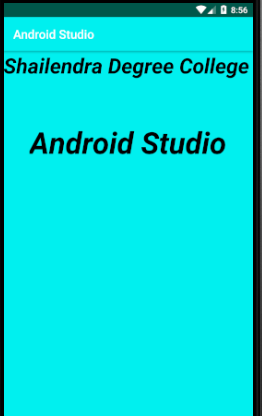 8:56
Android Studio
Shailendra Degree College
Android Studio